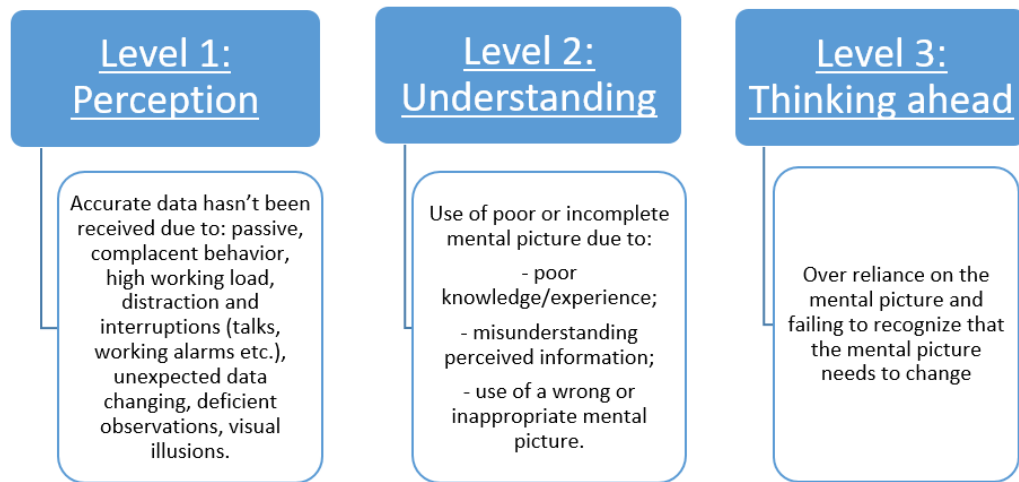 Level 1:
Perception
Accurate data hasn't been
received due to: passive,
complacent behavior,
high working load,
distraction and
interruptions (talks,
working alarms etc.),
unexpected data
changing, deficient
observations, visual
illusions.
Level 2:
Understanding
Use of poor or incomplete
mental picture due to:
- poor
knowledge/experience;
- misunderstanding
perceived information;
- use of a wrong or
inappropriate mental
picture.
Level 3:
Thinking ahead
Over reliance on the
mental picture and
failing to recognize that
the mental picture
needs to change